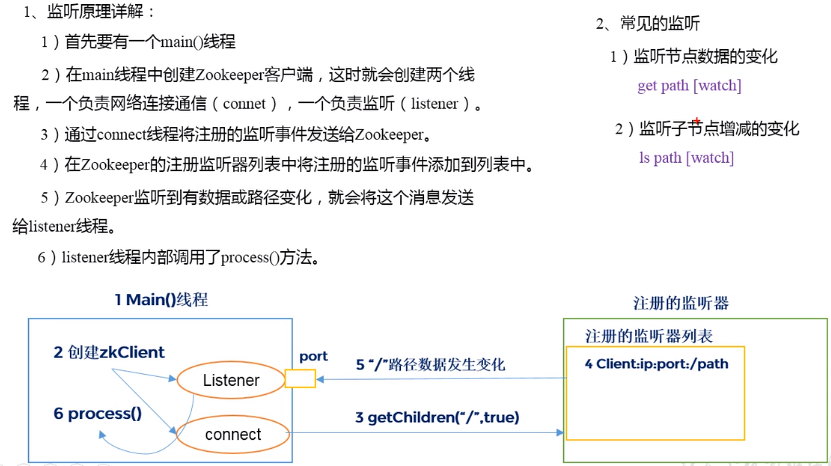 1、监听原理详解：
1）首先要有一个main()线程
2）在main线程中创建Zookeeper客户端，这时就会创建两个线
程，一个负责网络连接通信（connet），一个负责监听（listener）。
3）通过connect线程将注册的监听事件发送给Zookeeper。
4）在Zookeeper的注册监听器列表中将注册的监听事件添加到列表中。
5）Zookeeper监听到有数据或路径变化，就会将这个消息发送
给listener线程。
6）listener线程内部调用了process()方法。
2、常见的监听
1）监听节点数据的变化
get path [watch]
2）监听子节点增减的变化
ls path [watch]
1 Main()线程
2 创建zkClient
Listener
port
6 process()
connect
5 “/”路径数据发生变化
3 getChildren(“/”,true)
注册的监听器
注册的监听器列表
4 Client:ip:port:/path